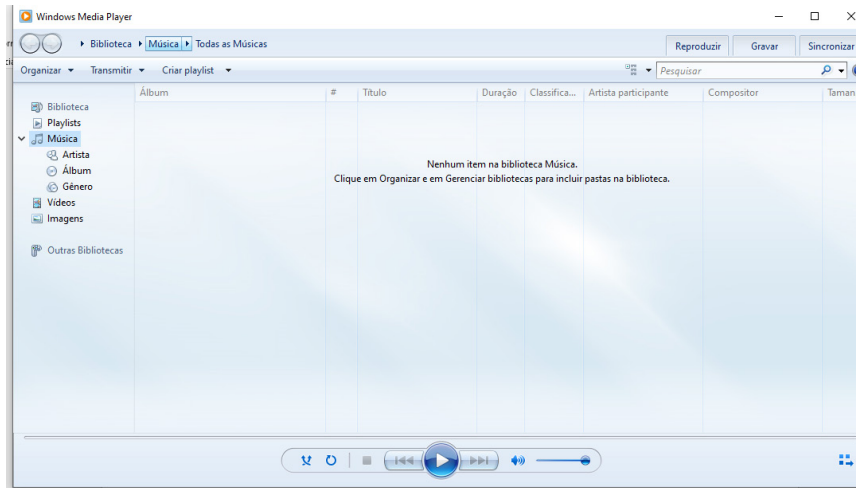 Windows Media Player
Biblioteca Música Todas as Músicas
Reproduzir Gravar Sincronizar
Organizar Transmitir Criar playlist Pesquisar
Álbum # Título Duração Classifica... Artista participante Compositor Taman
Biblioteca
Playlists
Música
Artista
Álbum
Gênero
Vídeos
Imagens
Outras Bibliotecas
Nenhum item na biblioteca Música.
Clique em Organizar e em Gerenciar bibliotecas para incluir pastas na biblioteca.